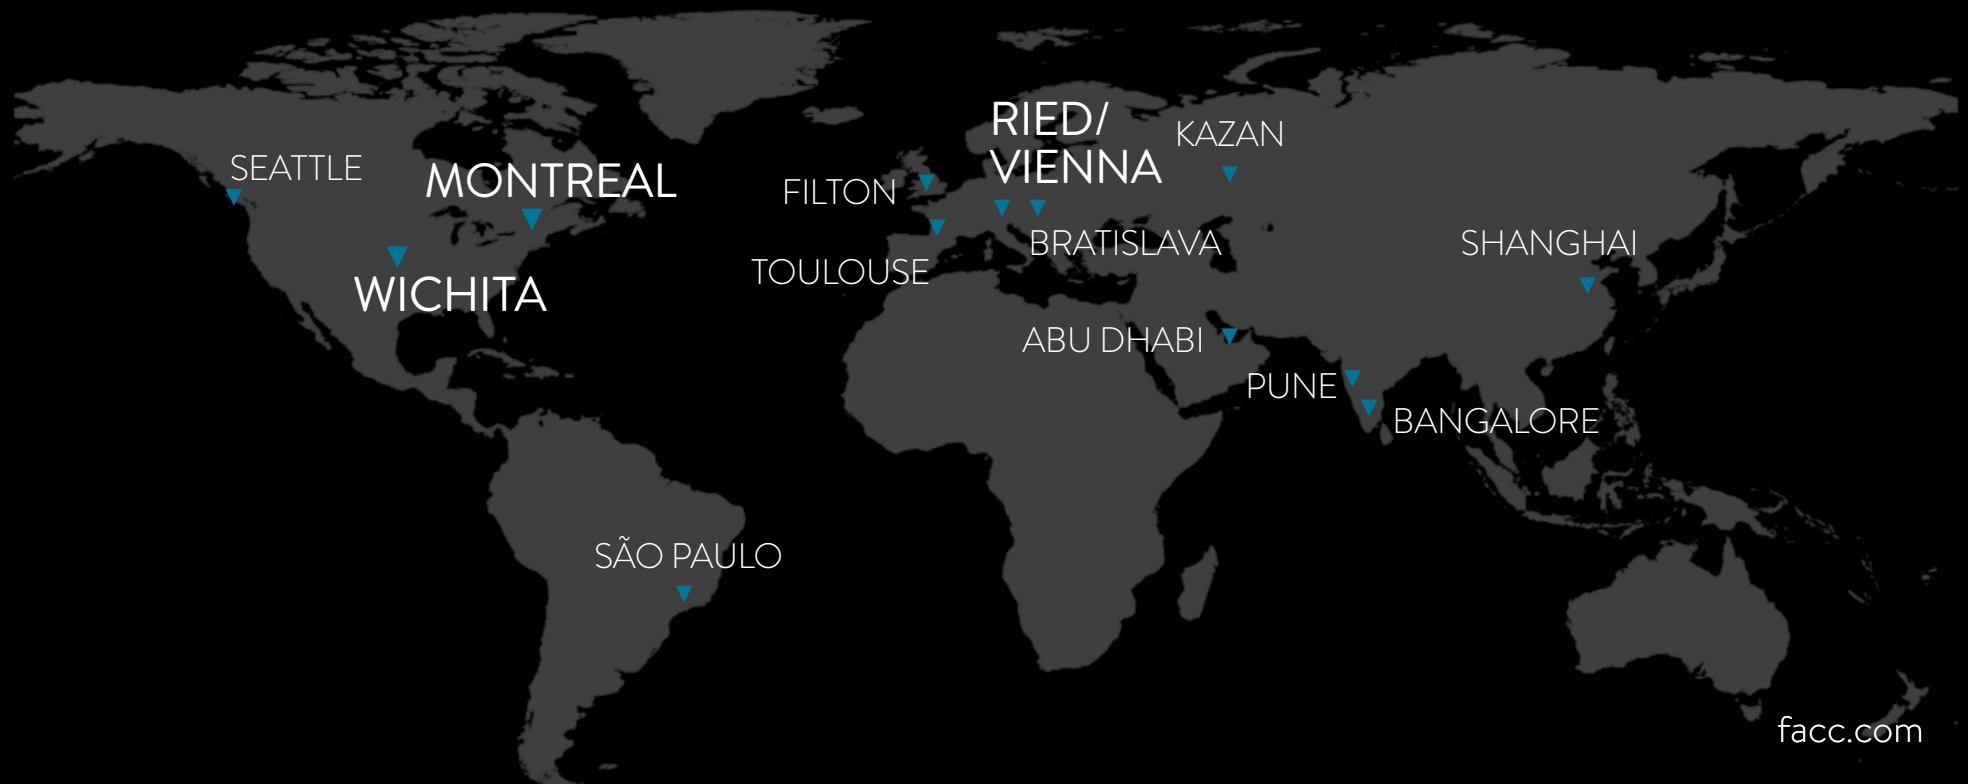 RIED/
VIENNA
KAZAN
SEATTLE
MONTREAL
FILTON
BRATISLAVA
SHANGHAI
TOULOUSE
WICHITA
ABU DHABI
PUNE
BANGALORE
SÃO PAULO
facc.com